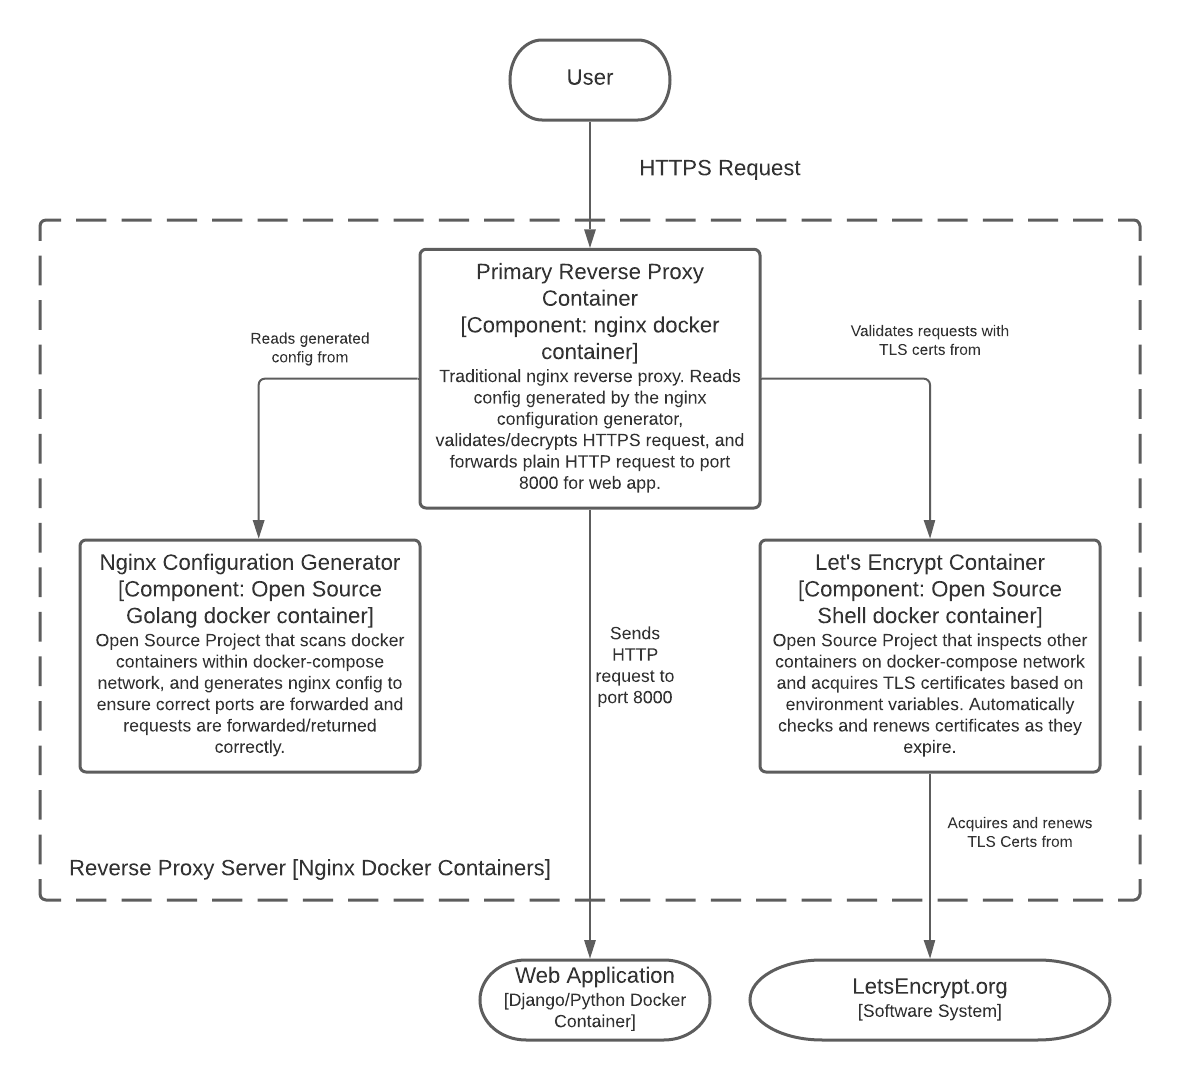 User
HTTPS Request
Primary Reverse Proxy
Container
[Component: nginx docker
container]
Traditional nginx reverse proxy. Reads
config generated by the nginx
configuration generator,
validates/decrypts HTTPS request, and
forwards plain HTTP request to port
8000 for web app.
Reads generated
config from
Validates requests with
TLS certs from
Nginx Configuration Generator
[Component: Open Source
Golang docker container]
Open Source Project that scans docker
containers within docker-compose
network, and generates nginx config to
ensure correct ports are forwarded and
requests are forwarded/returned
correctly.
Sends
HTTP
request to
port 8000
Let's Encrypt Container
[Component: Open Source
Shell docker container]
Open Source Project that inspects other
containers on docker-compose network
and acquires TLS certificates based on
environment variables. Automatically
checks and renews certificates as they
expire.
Acquires and renews
TLS Certs from
Reverse Proxy Server [Nginx Docker Containers]
Web Application
[Django/Python Docker
Container]
LetsEncrypt.org
[Software System]